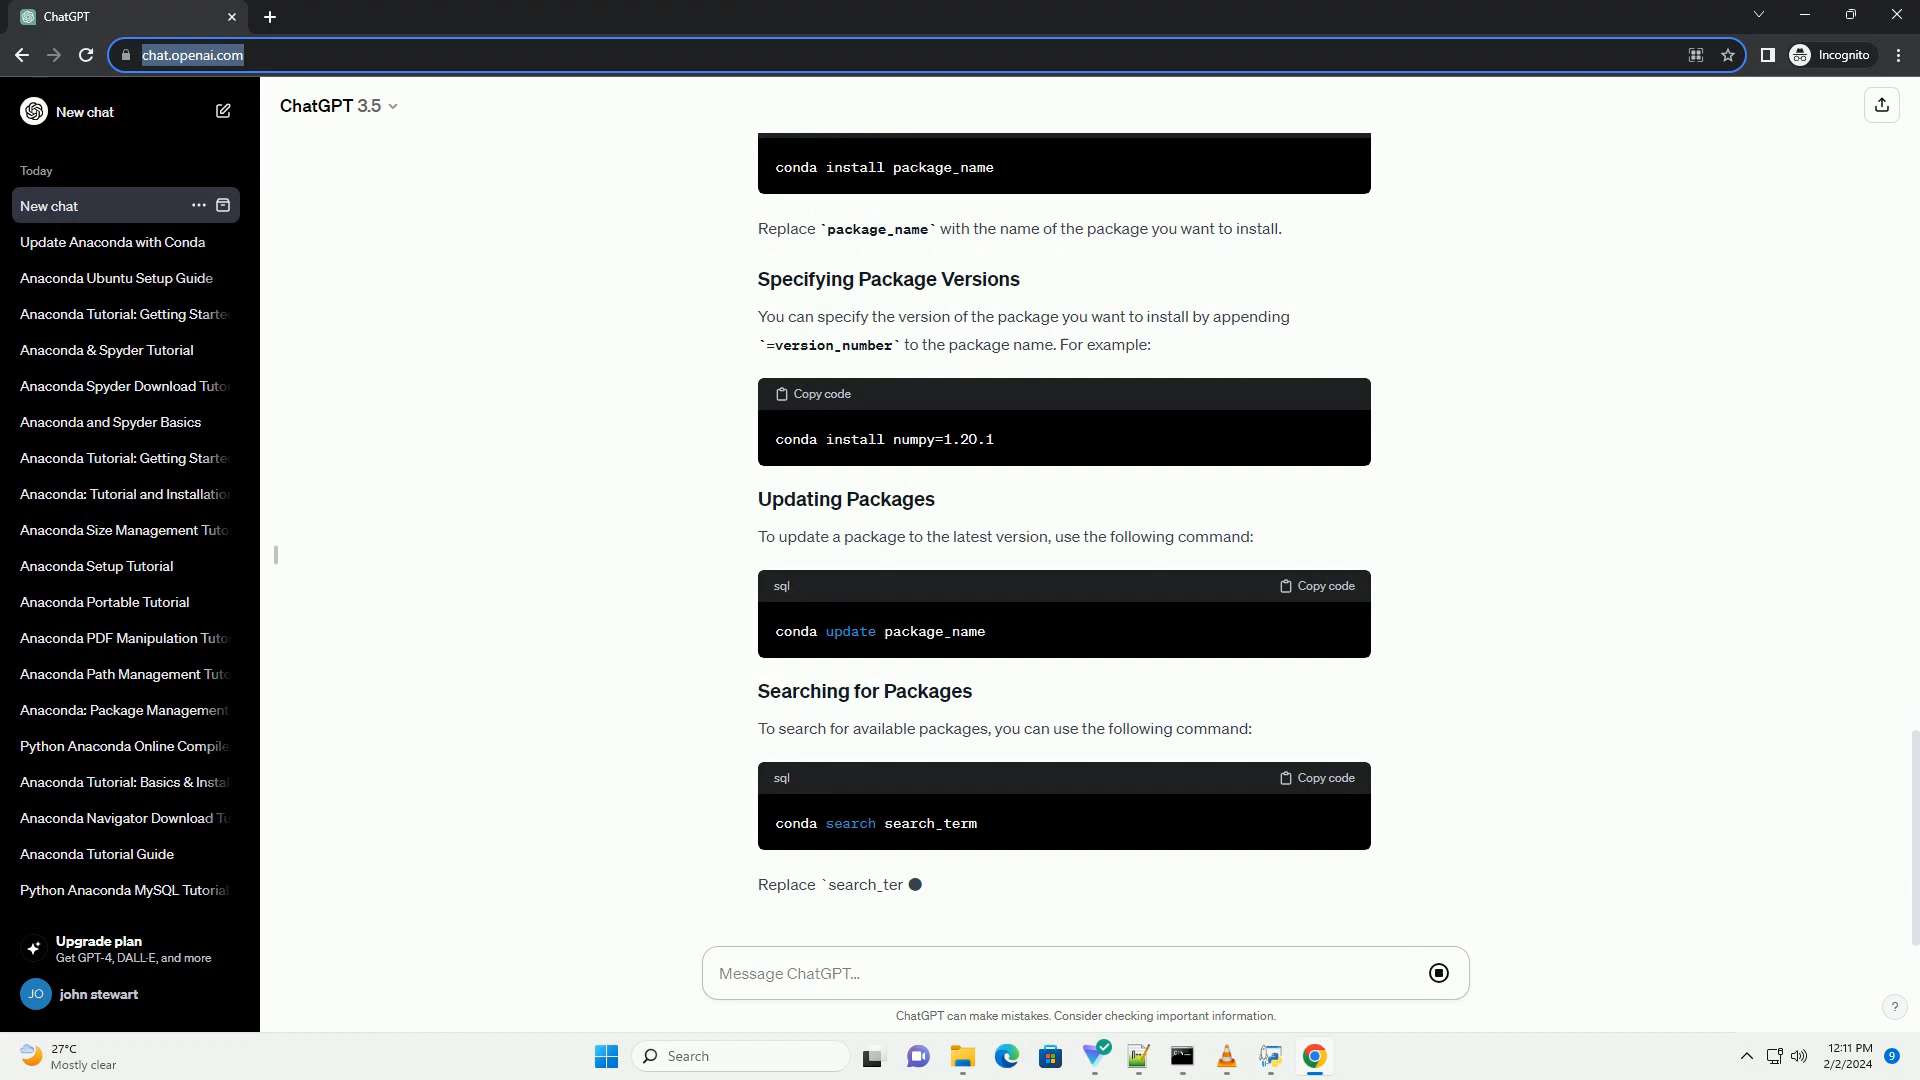 ChatGPT
chat.openai.com
Incognito
New chat
ChatGPT 3.5
Today
New chat
Update Anaconda with Conda
Anaconda Ubuntu Setup Guide
Anaconda Tutorial: Getting Starte
Anaconda & Spyder Tutorial
Anaconda Spyder Download Tuto
Anaconda and Spyder Basics
Anaconda Tutorial: Getting Starte
Anaconda: Tutorial and Installatio
Anaconda Size Management Tuto
Anaconda Setup Tutorial
Anaconda Portable Tutorial
Anaconda PDF Manipulation Tuto
Anaconda Path Management Tuto
Anaconda: Package Management
Python Anaconda Online Compile
Anaconda Tutorial: Basics & Instal
Anaconda Navigator Download Tu
Anaconda Tutorial Guide
Python Anaconda MySQL Tutorial
Upgrade plan
Get GPT-4, DALL·E, and more
JO john stewart
conda install package_name
Replace `package_name` with the name of the package you want to install.
Specifying Package Versions
You can specify the version of the package you want to install by appending
`=version_number` to the package name. For example:
Copy code
conda install numpy=1.20.1
Updating Packages
To update a package to the latest version, use the following command:
sql Copy code
conda update package_name
Searching for Packages
To search for available packages, you can use the following command:
sql Copy code
conda search search_term
Replace `search_ter
Message ChatGPT...
ChatGPT can make mistakes. Consider checking important information.
?
27°C
Mostly clear
Search
12:11 PM
2/2/2024
9